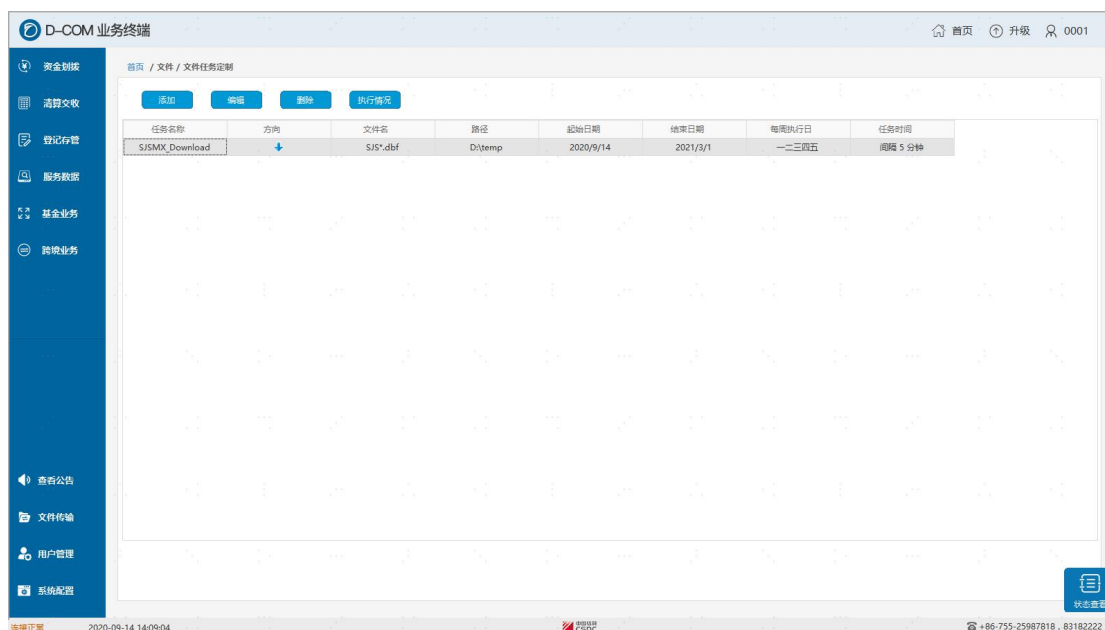 D-COM 业务终端
首页 升级 0001
资金划拨
首页 / 文件 / 文件任务定制
清算交收
添加 编辑 删除 执行情况
任务名称 方向 文件名 路径 起始日期 结束日期 每周执行日 任务时间
登记存管
SJSMX_Download SJS*.dbf D:\temp 2020/9/14 2021/3/1 一二三四五 间隔 5 分钟
服务数据
基金业务
跨境业务
查看公告
文件传输
用户管理
系统配置
状态查看
连接正常 2020-09-14 14:09:04 中国结算 CSDC +86-755-25987818 . 83182222